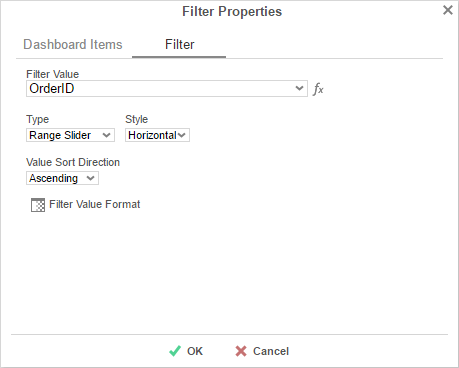 Filter Properties
Dashboard Items Filter
Filter Value
OrderID
fx
Type Style
Range Slider Horizontal
Value Sort Direction
Ascending
Filter Value Format
OK Cancel